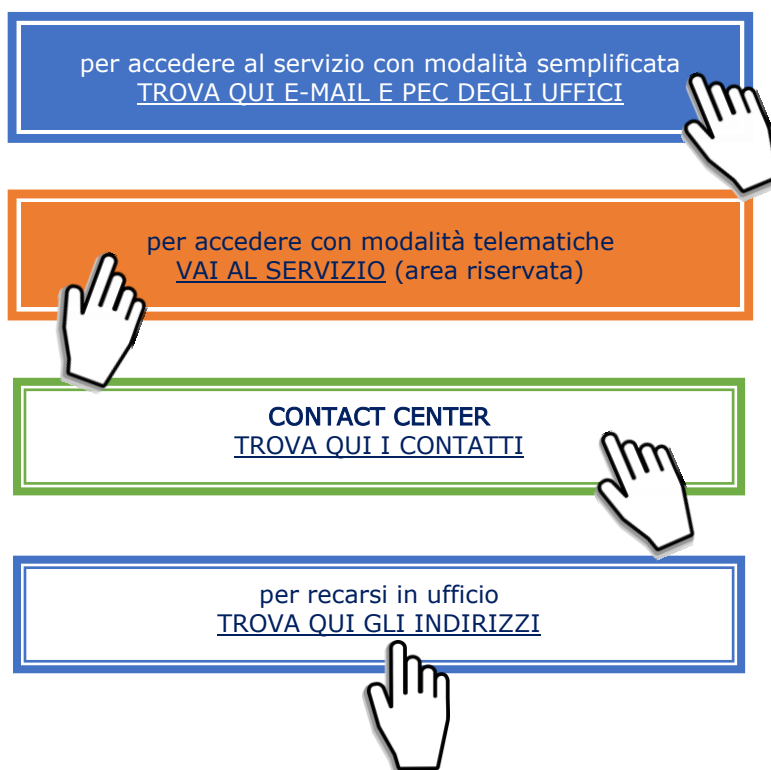 per accedere al servizio con modalità semplificata
TROVA QUI E-MAIL E PEC DEGLI UFFICI
per accedere con modalità telematiche
VAI AL SERVIZIO (area riservata)
CONTACT CENTER
TROVA QUI I CONTATTI
per recarsi in ufficio
TROVA QUI GLI INDIRIZZI